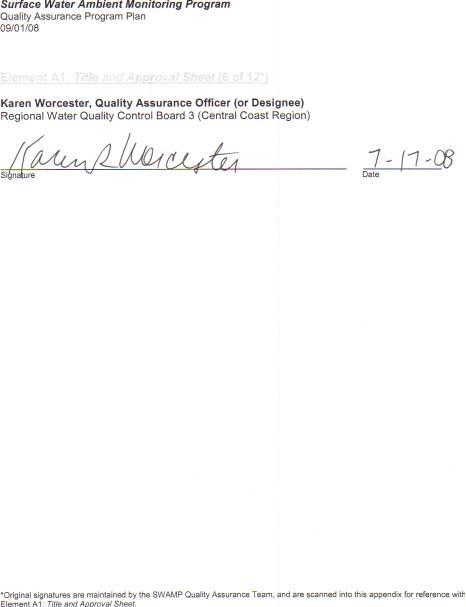 Surface Water Ambient Monitoring Program
Quality Assurance Program Plan
09/01/08
Element A1: Title and Approval Sheet (6 of 12*)
Karen Worcester, Quality Assurance Officer (or Designee)
Regional Water Quality Control Board 3 (Central Coast Region)
Karen R Worcester 7-17-08
Signature Date
*Original signatures are maintained by the SWAMP Quality Assurance Team, and are scanned into this appendix for reference with
Element A1: Title and Approval Sheet.